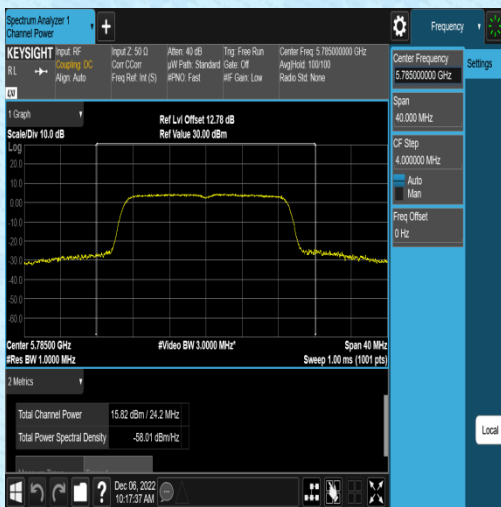 Spectrum Analyzer 1
Channel Power
Frequency
KEYSIGHT
Input: RF
Coupling: DC
Align: Auto
RL
Input Z: 50 Ω
Corr CCorr
Freq Ref: Int (S)
Atten: 40 dB
µW Path: Standard
#PNO: Fast
Trig: Free Run
Gate: Off
#IF Gain: Low
Center Freq: 5.785000000 GHz
Avg|Hold: 100/100
Radio Std: None
Center Frequency
5.785000000 GHz
Settings
Span
40.000 MHz
CF Step
4.000000 MHz
Auto
Man
Freq Offset
0 Hz
1 Graph
Scale/Div 10.0 dB
Ref Lvl Offset 12.78 dB
Ref Value 30.00 dBm
Log
20.0
10.0
0.00
-10.0
-20.0
-30.0
-40.0
-50.0
-60.0
Center 5.78500 GHz
#Video BW 3.0000 MHz*
Span 40 MHz
#Res BW 1.0000 MHz
Sweep 1.00 ms (1001 pts)
2 Metrics
Total Channel Power
15.82 dBm / 24.2 MHz
Total Power Spectral Density
-58.01 dBm/Hz
Local
?
Dec 06, 2022
10:17:37 AM